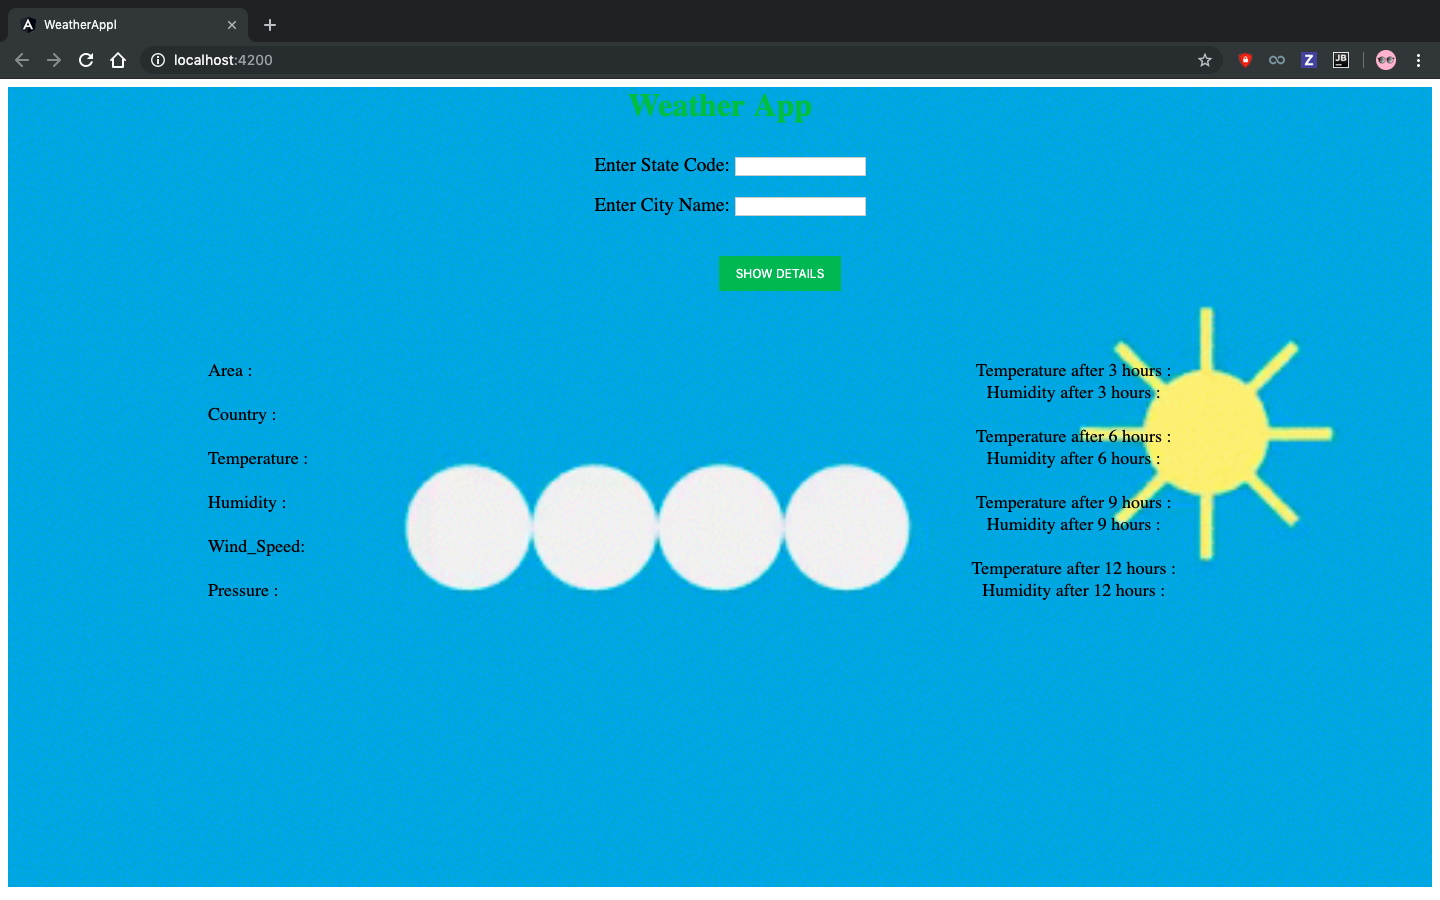 WeatherAppl
localhost:4200
Z
JB
Weather App
Enter State Code:
Enter City Name:
SHOW DETAILS
Area :
Country :
Temperature :
Humidity :
Wind_Speed:
Pressure :
Temperature after 3 hours :
Humidity after 3 hours :
Temperature after 6 hours :
Humidity after 6 hours :
Temperature after 9 hours :
Humidity after 9 hours :
Temperature after 12 hours :
Humidity after 12 hours :